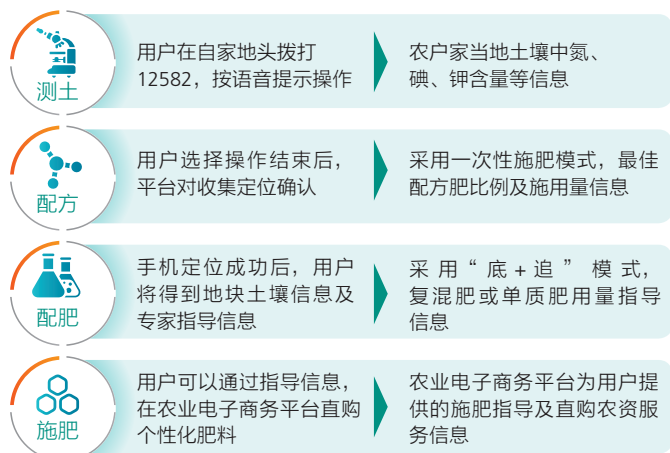 测土
用户在自家地头拨打
12582，按语音提示操作
农户家当地土壤中氮、
碘、钾含量等信息
配方
用户选择操作结束后，
平台对收集定位确认
采用一次性施肥模式，最佳
配方肥比例及施用量信息
配肥
手机定位成功后，用户
将得到地块土壤信息及
专家指导信息
采用“底+追”模式，
复混肥或单质肥用量指导
信息
施肥
用户可以通过指导信息，
在农业电子商务平台直购
个性化肥料
农业电子商务平台为用户提
供的施肥指导及直购农资服
务信息